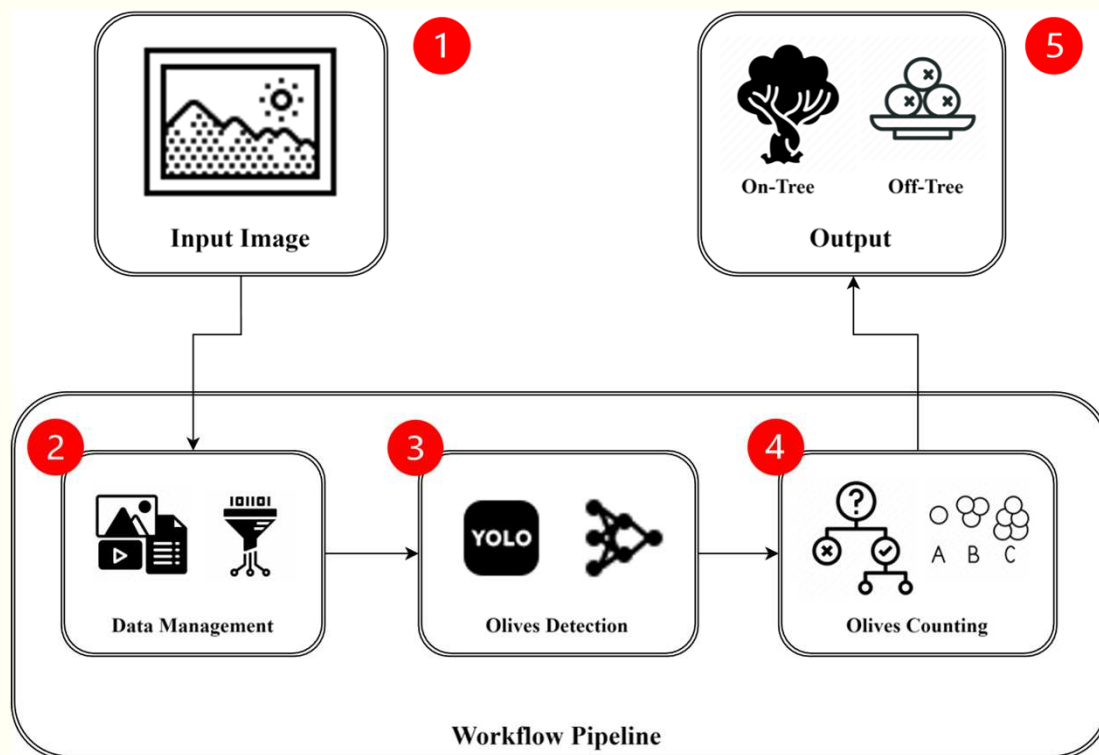 1
Input Image
5
On-Tree
Off-Tree
Output
2
101101
Data Management
3
YOLO
Olives Detection
4
?
A B C
Olives Counting
Workflow Pipeline